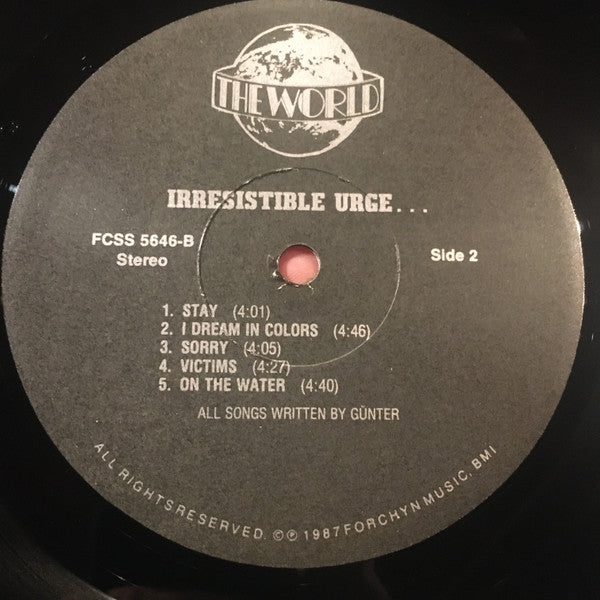 THE WORLD
IRRESISTIBLE URGE...
FCSS 5646-B
Stereo
Side 2
1. STAY (4:01)
2. I DREAM IN COLORS (4:46)
3. SORRY (4:05)
4. VICTIMS (4:27)
5. ON THE WATER (4:40)
ALL SONGS WRITTEN BY GÜNTER
ALL RIGHTS RESERVED. © ℗ 1987 FORCHYN MUSIC, BMI